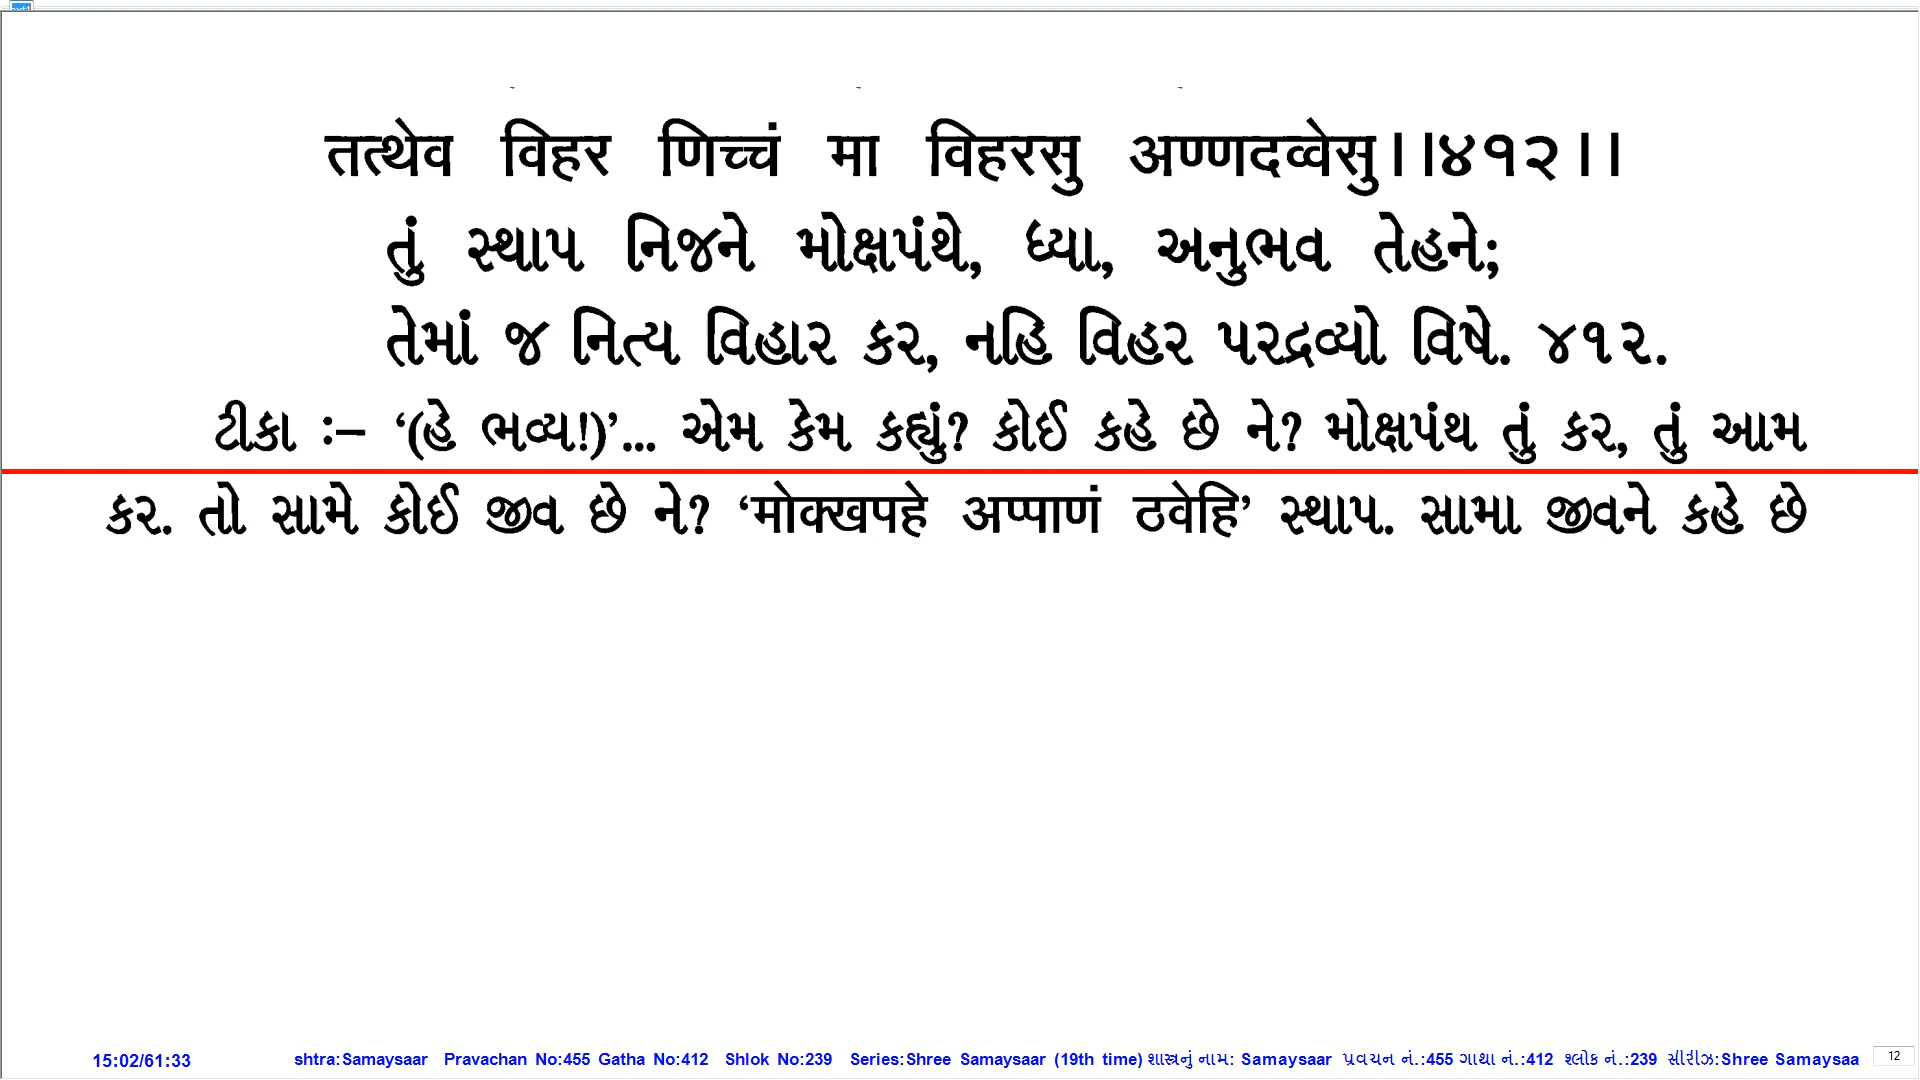 तत्थेव विहर णिच्चं मा विहरसु अण्णदव्वेसु।।४१२।।
તું સ્થાપ નિજને મોક્ષપંથે, ધ્યા, અનુભવ તેહને;
તેમાં જ નિત્ય વિહાર કર, નહિ વિહર પરદ્રવ્યો વિષે. ૪૧૨.
ટીકા :– ‘(હે ભવ્ય!)’... એમ કેમ કહ્યું? કોઈ કહે છે ને? મોક્ષપંથ તું કર, તું આમ
કર. તો સામે કોઈ જીવ છે ને? ‘मोक्खपहे अप्पाणं ठवेहि’ સ્થાપ. સામા જીવને કહે છે
15:02/61:33 shtra:Samaysaar Pravachan No:455 Gatha No:412 Shlok No:239 Series:Shree Samaysaar (19th time) શાસ્ત્રનું નામ: Samaysaar પ્રવચન નં.:455 ગાથા નં.:412 શ્લોક નં.:239 સીરીઝ:Shree Samaysaa 12